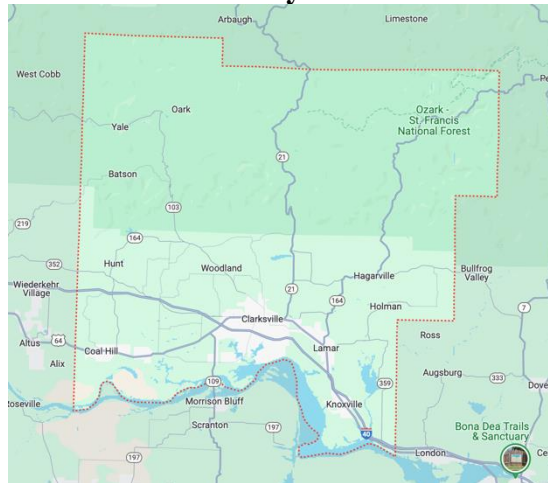 Arbaugh
Limestone
West Cobb
Ozark -
St. Francis
National Forest
Oark
Yale
21
Batson
103
219
164
352
Hunt
Woodland
Hagarville
Bullfrog
Valley
Wiederkehr
Village
21
164
Holman
7
Clarksville
64
Altus
Coal Hill
Lamar
Ross
Alix
109
359
Augsburg
333
Dove
Roseville
Morrison Bluff
Knoxville
Scranton
197
40
Bona Dea Trails
& Sanctuary
London
197